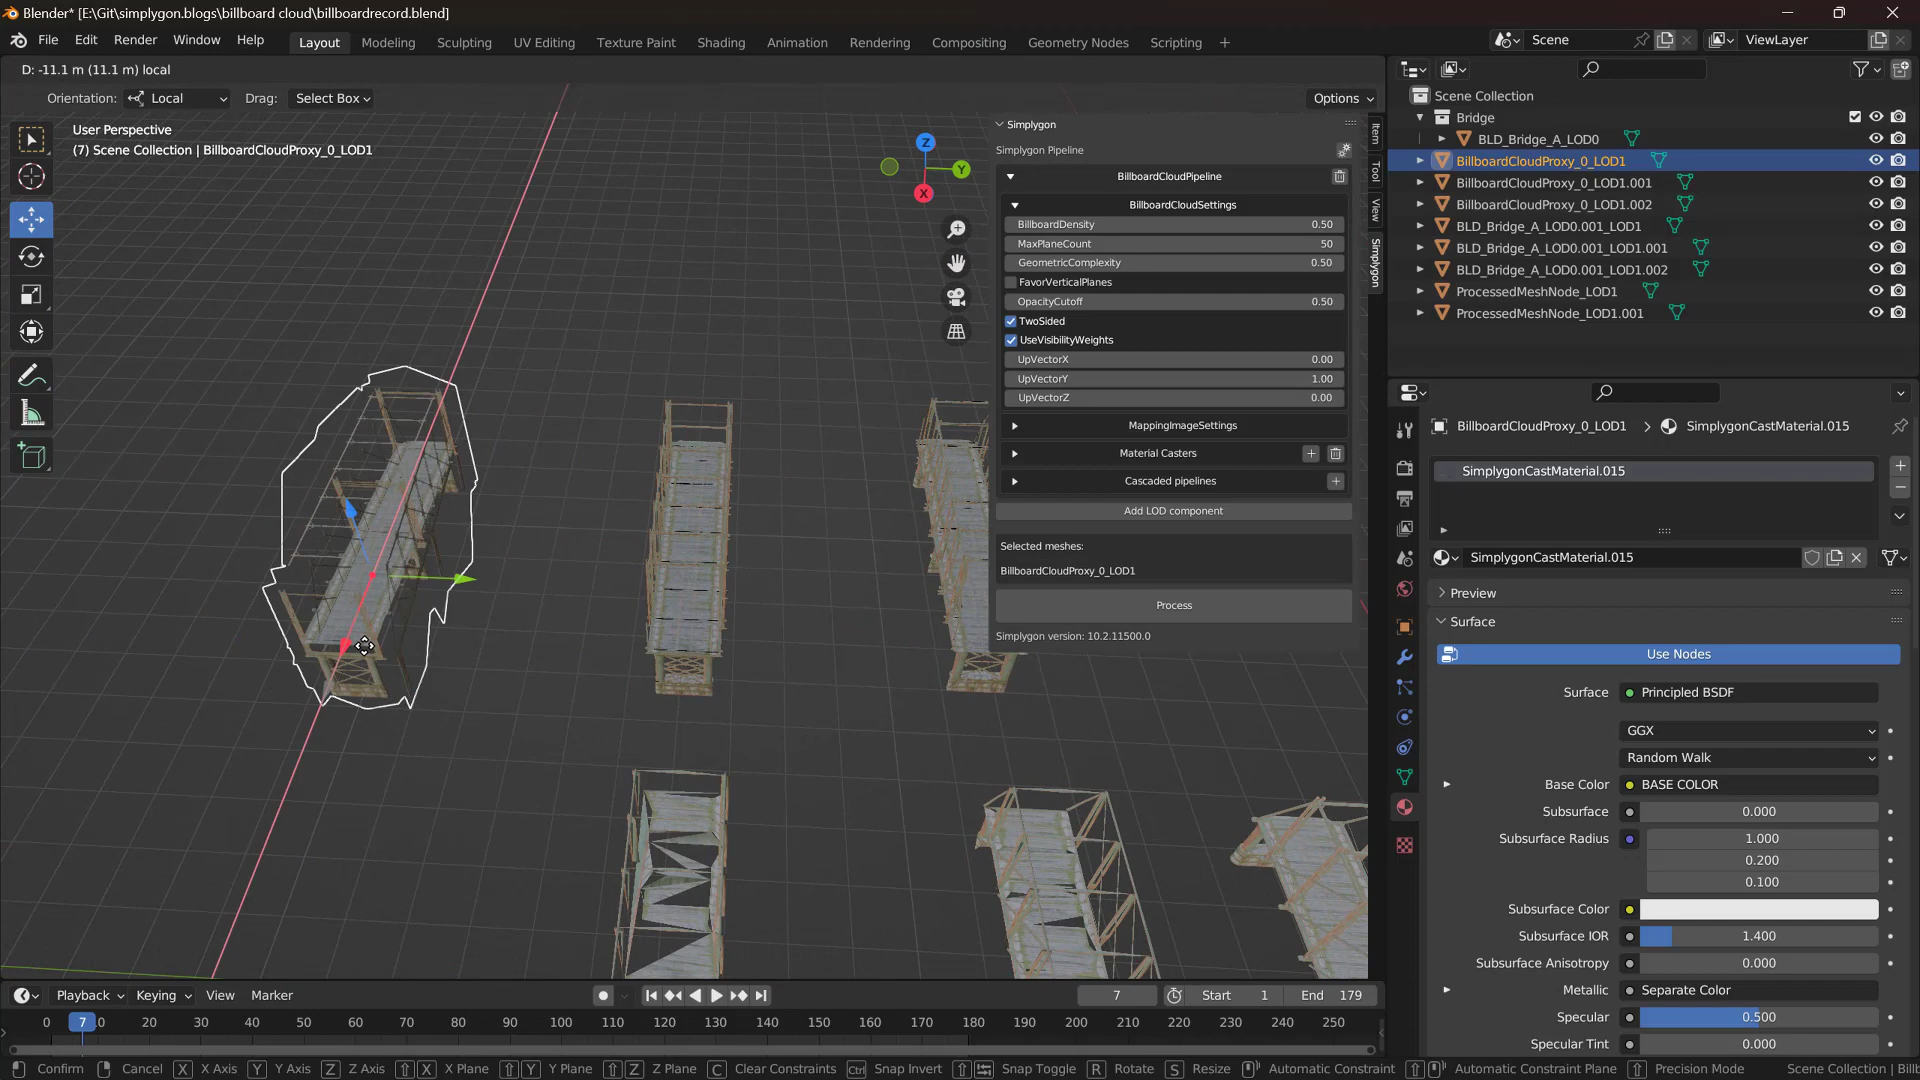 Blender* [E:\Git\simplygon.blogs\billboard cloud\billboardrecord.blend]
File Edit Render Window Help Layout Modeling Sculpting UV Editing Texture Paint Shading Animation Rendering Compositing Geometry Nodes Scripting + Scene ViewLayer
D: -11.1 m (11.1 m) local
Orientation: Local Drag: Select Box Options
User Perspective
(7) Scene Collection | BillboardCloudProxy_0_LOD1
Z
Y
X
Simplygon
Simplygon Pipeline
BillboardCloudPipeline
BillboardCloudSettings
BillboardDensity 0.50
MaxPlaneCount 50
GeometricComplexity 0.50
FavorVerticalPlanes
OpacityCutoff 0.50
TwoSided
UseVisibilityWeights
UpVectorX 0.00
UpVectorY 1.00
UpVectorZ 0.00
MappingImageSettings
Material Casters
Cascaded pipelines
Add LOD component
Selected meshes:
BillboardCloudProxy_0_LOD1
Process
Simplygon version: 10.2.11500.0
Item
Tool
View
Simplygon
Scene Collection
Bridge
BLD_Bridge_A_LOD0
BillboardCloudProxy_0_LOD1
BillboardCloudProxy_0_LOD1.001
BillboardCloudProxy_0_LOD1.002
BLD_Bridge_A_LOD0.001_LOD1
BLD_Bridge_A_LOD0.001_LOD1.001
BLD_Bridge_A_LOD0.001_LOD1.002
ProcessedMeshNode_LOD1
ProcessedMeshNode_LOD1.001
BillboardCloudProxy_0_LOD1 > SimplygonCastMaterial.015
SimplygonCastMaterial.015
SimplygonCastMaterial.015
Preview
Surface
Use Nodes
Surface Principled BSDF
GGX
Random Walk
Base Color BASE COLOR
Subsurface 0.000
Subsurface Radius 1.000
0.200
0.100
Subsurface Color
Subsurface IOR 1.400
Subsurface Anisotropy 0.000
Metallic Separate Color
Specular 0.500
Specular Tint 0.000
Playback Keying View Marker 7 Start 1 End 179
0 7 20 30 40 50 60 70 80 90 100 110 120 130 140 150 160 170 180 190 200 210 220 230 240 250
Confirm Cancel X X Axis Y Y Axis Z Z Axis X X Plane Y Y Plane Z Z Plane C Clear Constraints Ctrl Snap Invert Snap Toggle R Rotate S Resize Automatic Constraint Automatic Constraint Plane Precision Mode Scene Collection | Bill